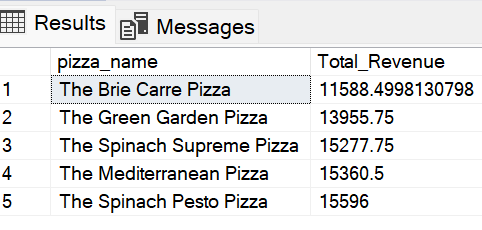 Results Messages
pizza_name Total_Revenue
1 The Brie Carre Pizza 11588.4998130798
2 The Green Garden Pizza 13955.75
3 The Spinach Supreme Pizza 15277.75
4 The Mediterranean Pizza 15360.5
5 The Spinach Pesto Pizza 15596